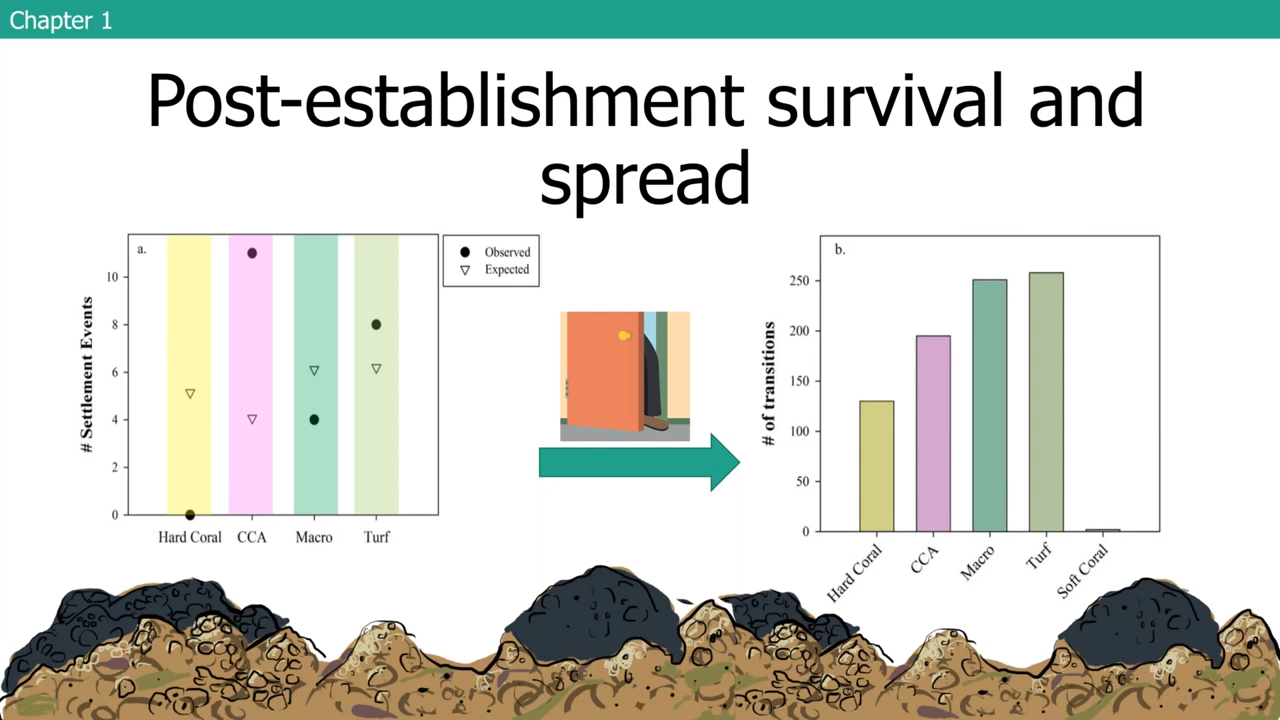 Chapter 1
Post-establishment survival and
spread
a.
Observed
Expected
# Settlement Events
10
8
6
4
2
0
Hard Coral CCA Macro Turf
b.
# of transitions
250
200
150
100
50
0
Hard Coral
CCA
Macro
Turf
Soft Coral